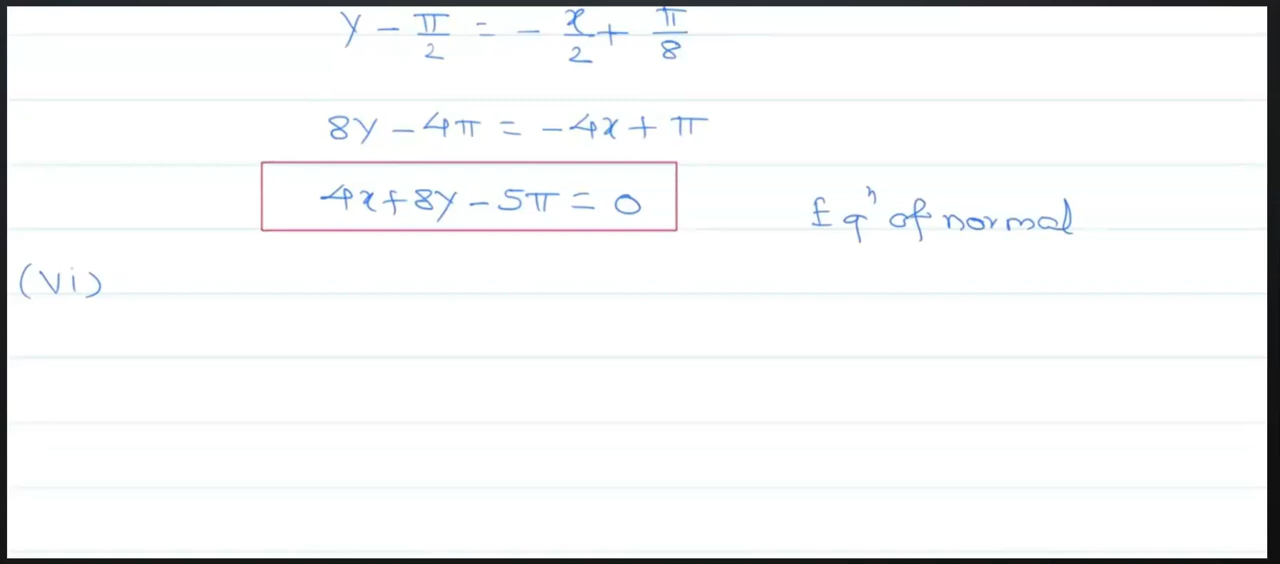 y - π/2 = - x/2 + π/8
8y - 4π = -4x + π
4x + 8y - 5π = 0 Eqⁿ of normal
(vi)